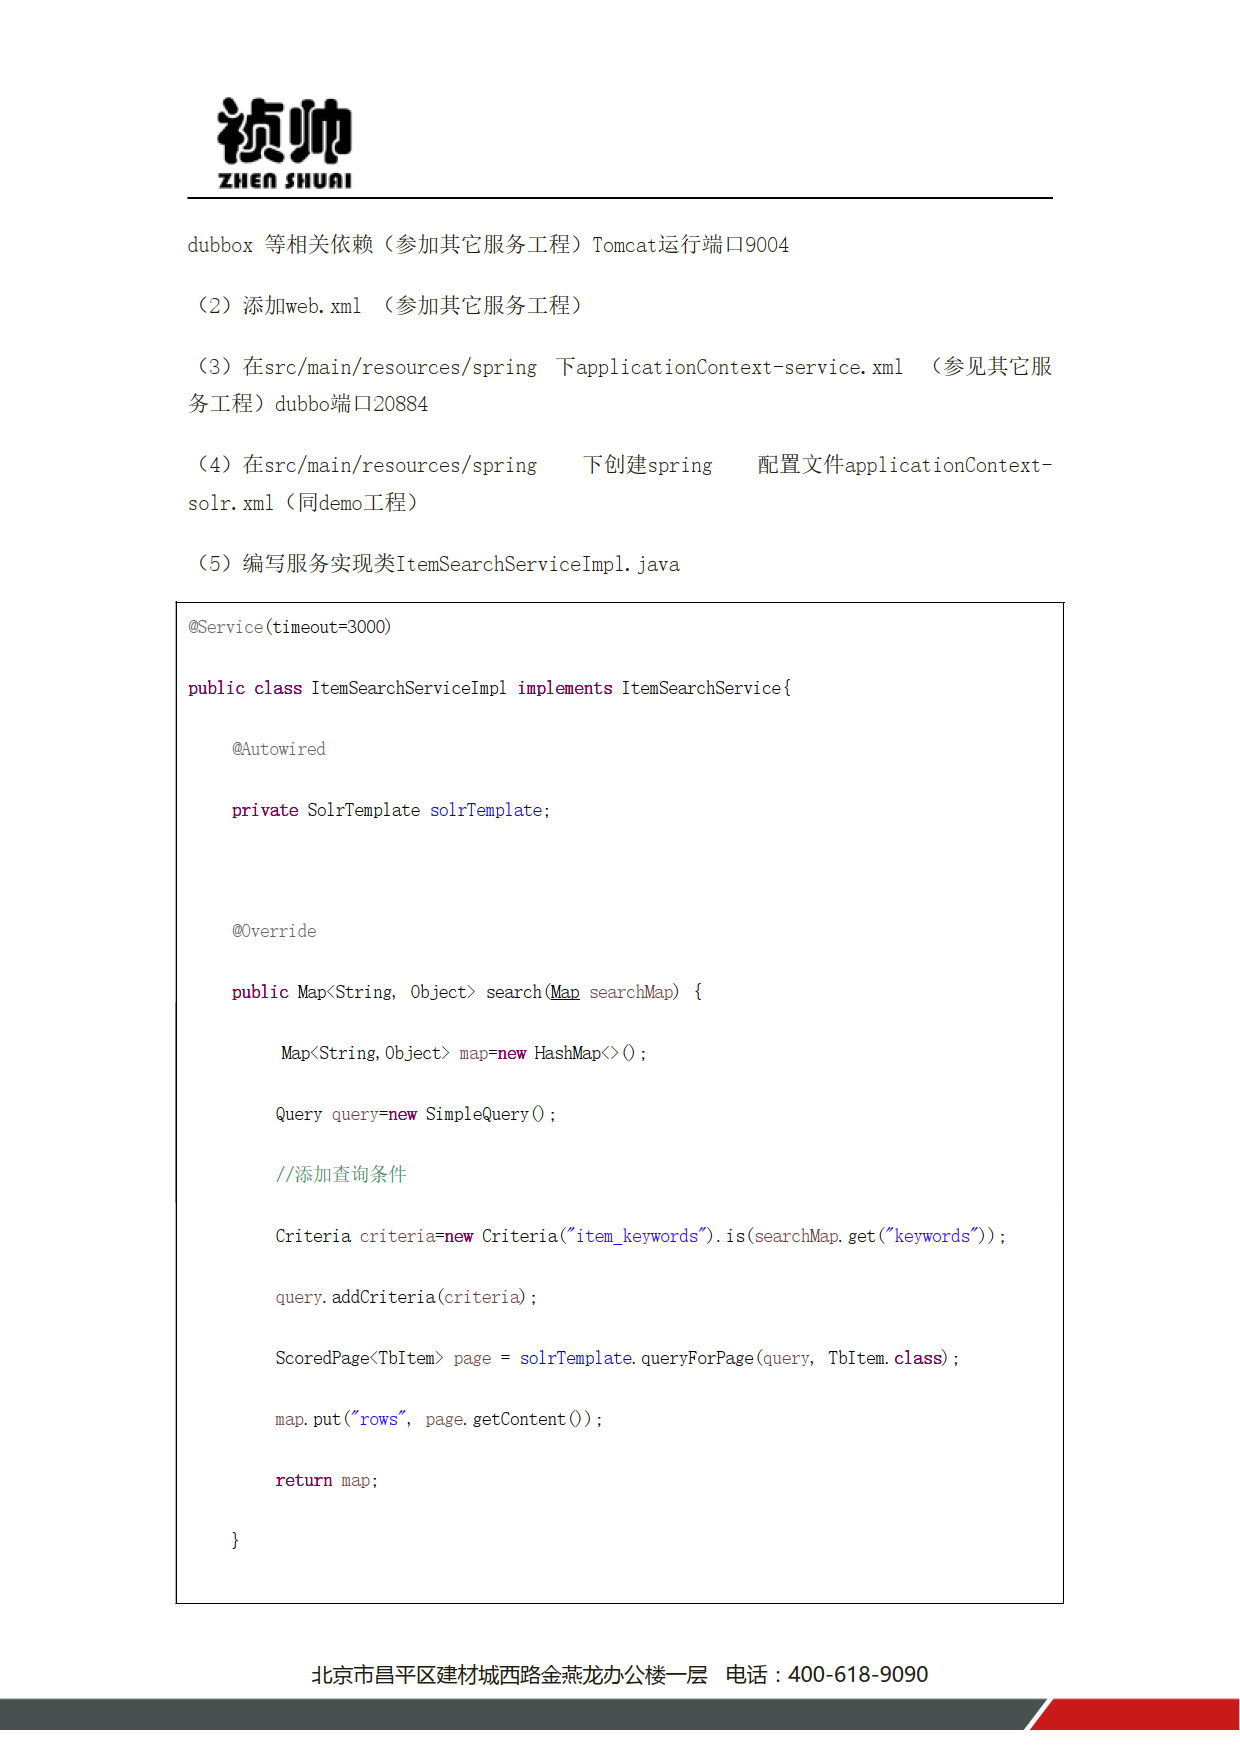 祯帅
ZHEN SHUAI
dubbox 等相关依赖（参加其它服务工程）Tomcat运行端口9004
（2）添加web.xml （参加其它服务工程）
（3）在src/main/resources/spring 下applicationContext-service.xml （参见其它服
务工程）dubbo端口20884
（4）在src/main/resources/spring 下创建spring 配置文件applicationContext-
solr.xml（同demo工程）
（5）编写服务实现类ItemSearchServiceImpl.java
@Service(timeout=3000)
public class ItemSearchServiceImpl implements ItemSearchService{
@Autowired
private SolrTemplate solrTemplate;
@Override
public Map<String, Object> search(Map searchMap) {
Map<String,Object> map=new HashMap<>();
Query query=new SimpleQuery();
//添加查询条件
Criteria criteria=new Criteria("item_keywords").is(searchMap.get("keywords"));
query.addCriteria(criteria);
ScoredPage<TbItem> page = solrTemplate.queryForPage(query, TbItem.class);
map.put("rows", page.getContent());
return map;
}
北京市昌平区建材城西路金燕龙办公楼一层 电话：400-618-9090